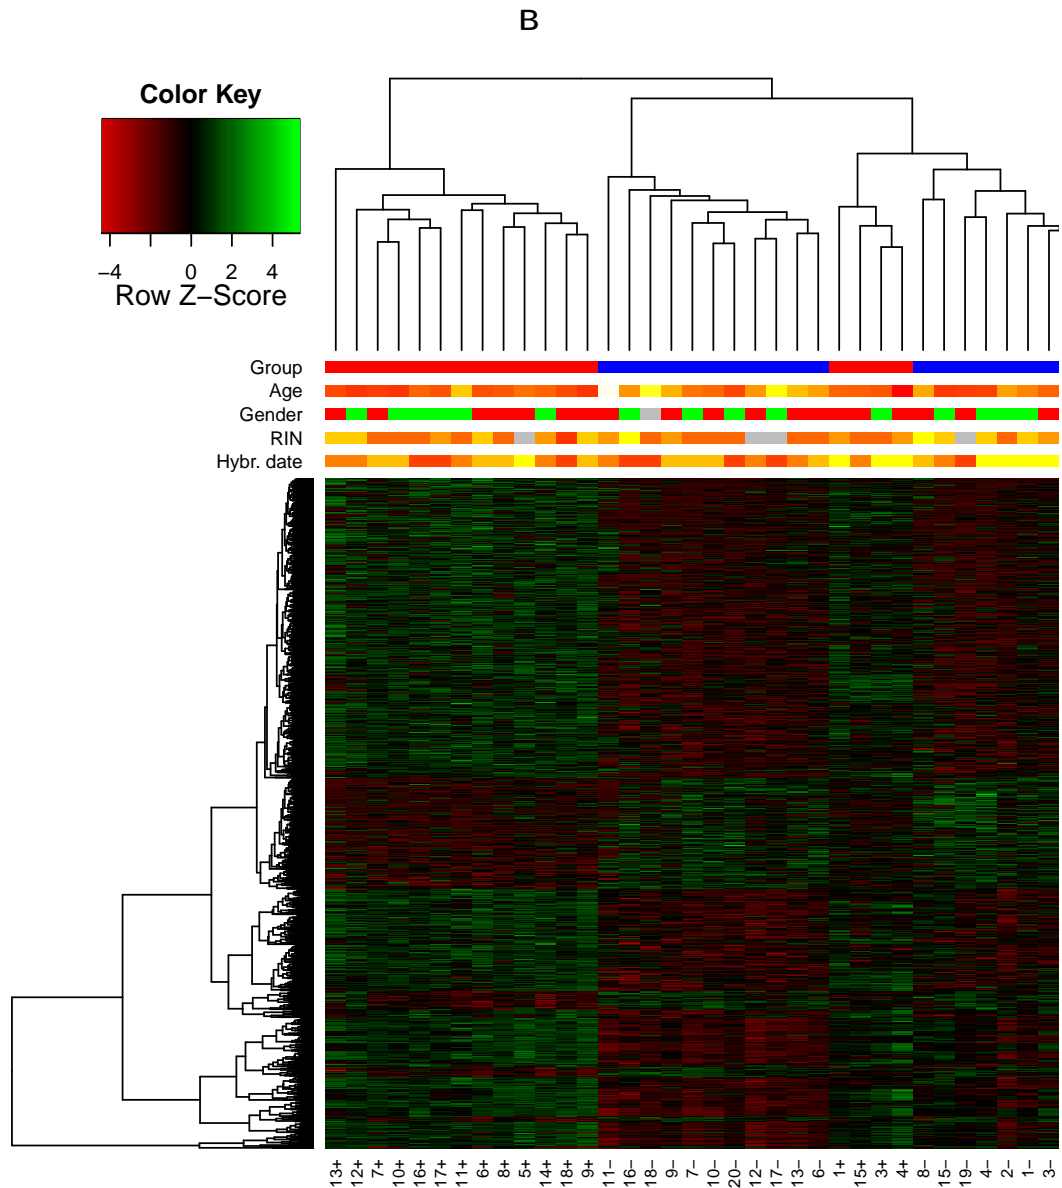 B
Color Key
−4 0 2 4
Row Z−Score
Group
Age
Gender
RIN
Hybr. date
13+ 12+ 7+ 10+ 16+ 17+ 11+ 6+ 8+ 5+ 14+ 18+ 9+ 11− 16− 18− 9− 7− 10− 20− 12− 17− 13− 6− 1+ 15+ 3+ 4+ 8− 15− 19− 4− 2− 1− 3−